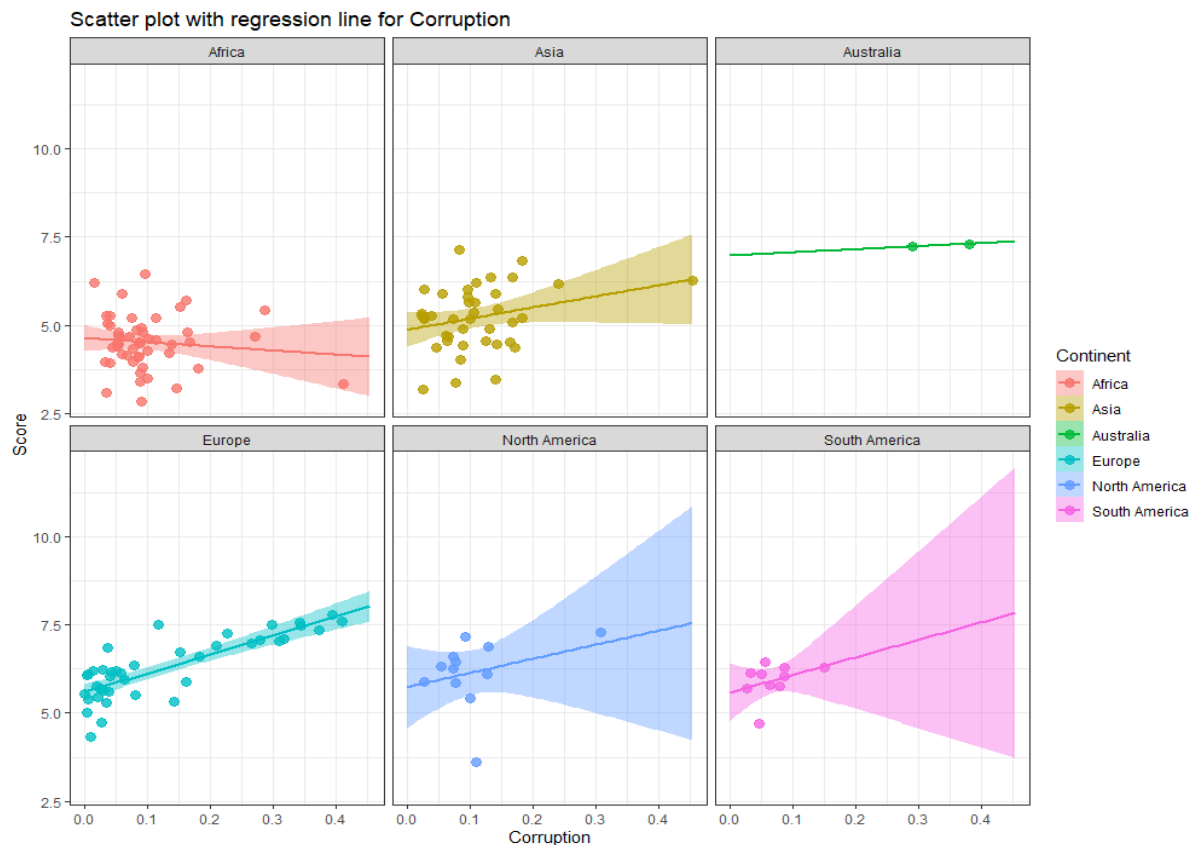 Scatter plot with regression line for Corruption
Africa
Asia
Australia
10.0
7.5
5.0
2.5
Europe
North America
South America
10.0
7.5
5.0
2.5
Score
0.0 0.1 0.2 0.3 0.4
0.0 0.1 0.2 0.3 0.4
0.0 0.1 0.2 0.3 0.4
Corruption
Continent
Africa
Asia
Australia
Europe
North America
South America